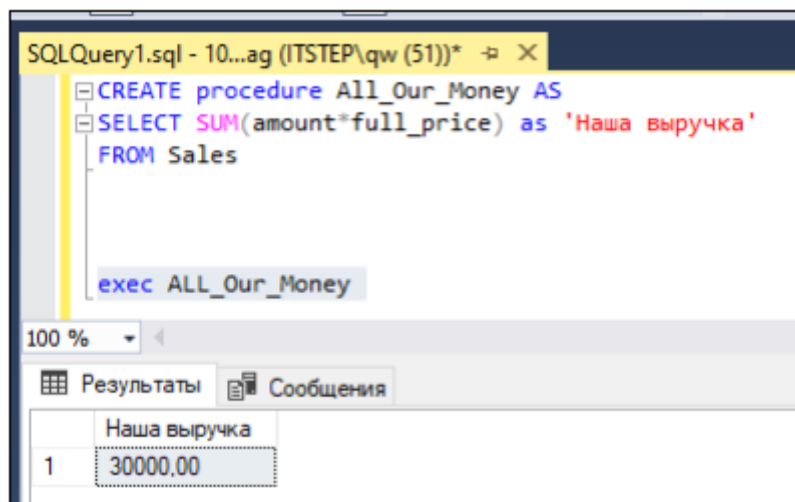 SQLQuery1.sql - 10...ag (ITSTEP\qw (51))*
CREATE procedure All_Our_Money AS
SELECT SUM(amount*full_price) as 'Наша выручка'
FROM Sales
exec ALL_Our_Money
100 %
Результаты Сообщения
Наша выручка
1 30000,00